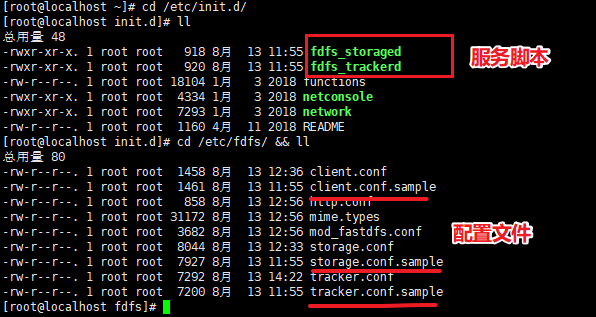 [root@localhost ~]# cd /etc/init.d/
[root@localhost init.d]# ll
总用量 48
-rwxr-xr-x. 1 root root   918 8月  13 11:55 fdfs_storaged
-rwxr-xr-x. 1 root root   920 8月  13 11:55 fdfs_trackerd
服务脚本
-rw-r--r--. 1 root root 18104 1月   3 2018 functions
-rwxr-xr-x. 1 root root  4334 1月   3 2018 netconsole
-rwxr-xr-x. 1 root root  7293 1月   3 2018 network
-rw-r--r--. 1 root root  1160 4月  11 2018 README
[root@localhost init.d]# cd /etc/fdfs/ && ll
总用量 80
-rw-r--r--. 1 root root  1458 8月  13 12:36 client.conf
-rw-r--r--. 1 root root  1461 8月  13 11:55 client.conf.sample
-rw-r--r--. 1 root root   858 8月  13 12:56 http.conf
-rw-r--r--. 1 root root 31172 8月  13 12:56 mime.types
-rw-r--r--. 1 root root  3682 8月  13 12:56 mod_fastdfs.conf
配置文件
-rw-r--r--. 1 root root  8044 8月  13 12:33 storage.conf
-rw-r--r--. 1 root root  7927 8月  13 11:55 storage.conf.sample
-rw-r--r--. 1 root root  7292 8月  13 14:22 tracker.conf
-rw-r--r--. 1 root root  7200 8月  13 11:55 tracker.conf.sample
[root@localhost fdfs]#